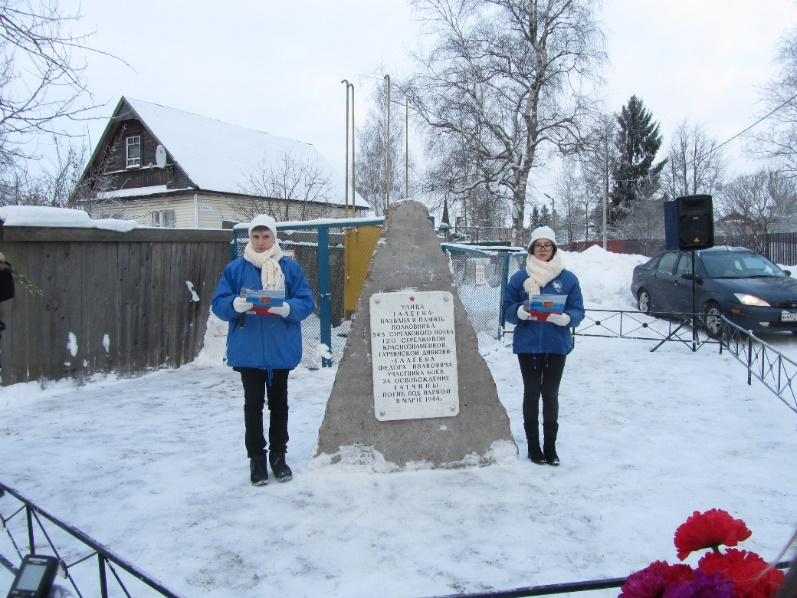 УЛИЦА
ГАЛЕЕВА
НАЗВАНА В ПАМЯТЬ
ПОЛКОВНИКА
543 СТРЕЛКОВОГО ПОЛКА
120 СТРЕЛКОВОЙ
КРАСНОЗНАМЕННОЙ
ГАТЧИНСКОЙ ДИВИЗИИ
ГАЛЕЕВА
ФЕДОРА ИВАНОВИЧА
УЧАСТНИКА БОЕВ
ЗА ОСВОБОЖДЕНИЕ
ГАТЧИНЫ
ПОГИБ ПОД НАРВОЙ
В МАРТЕ 1944г.